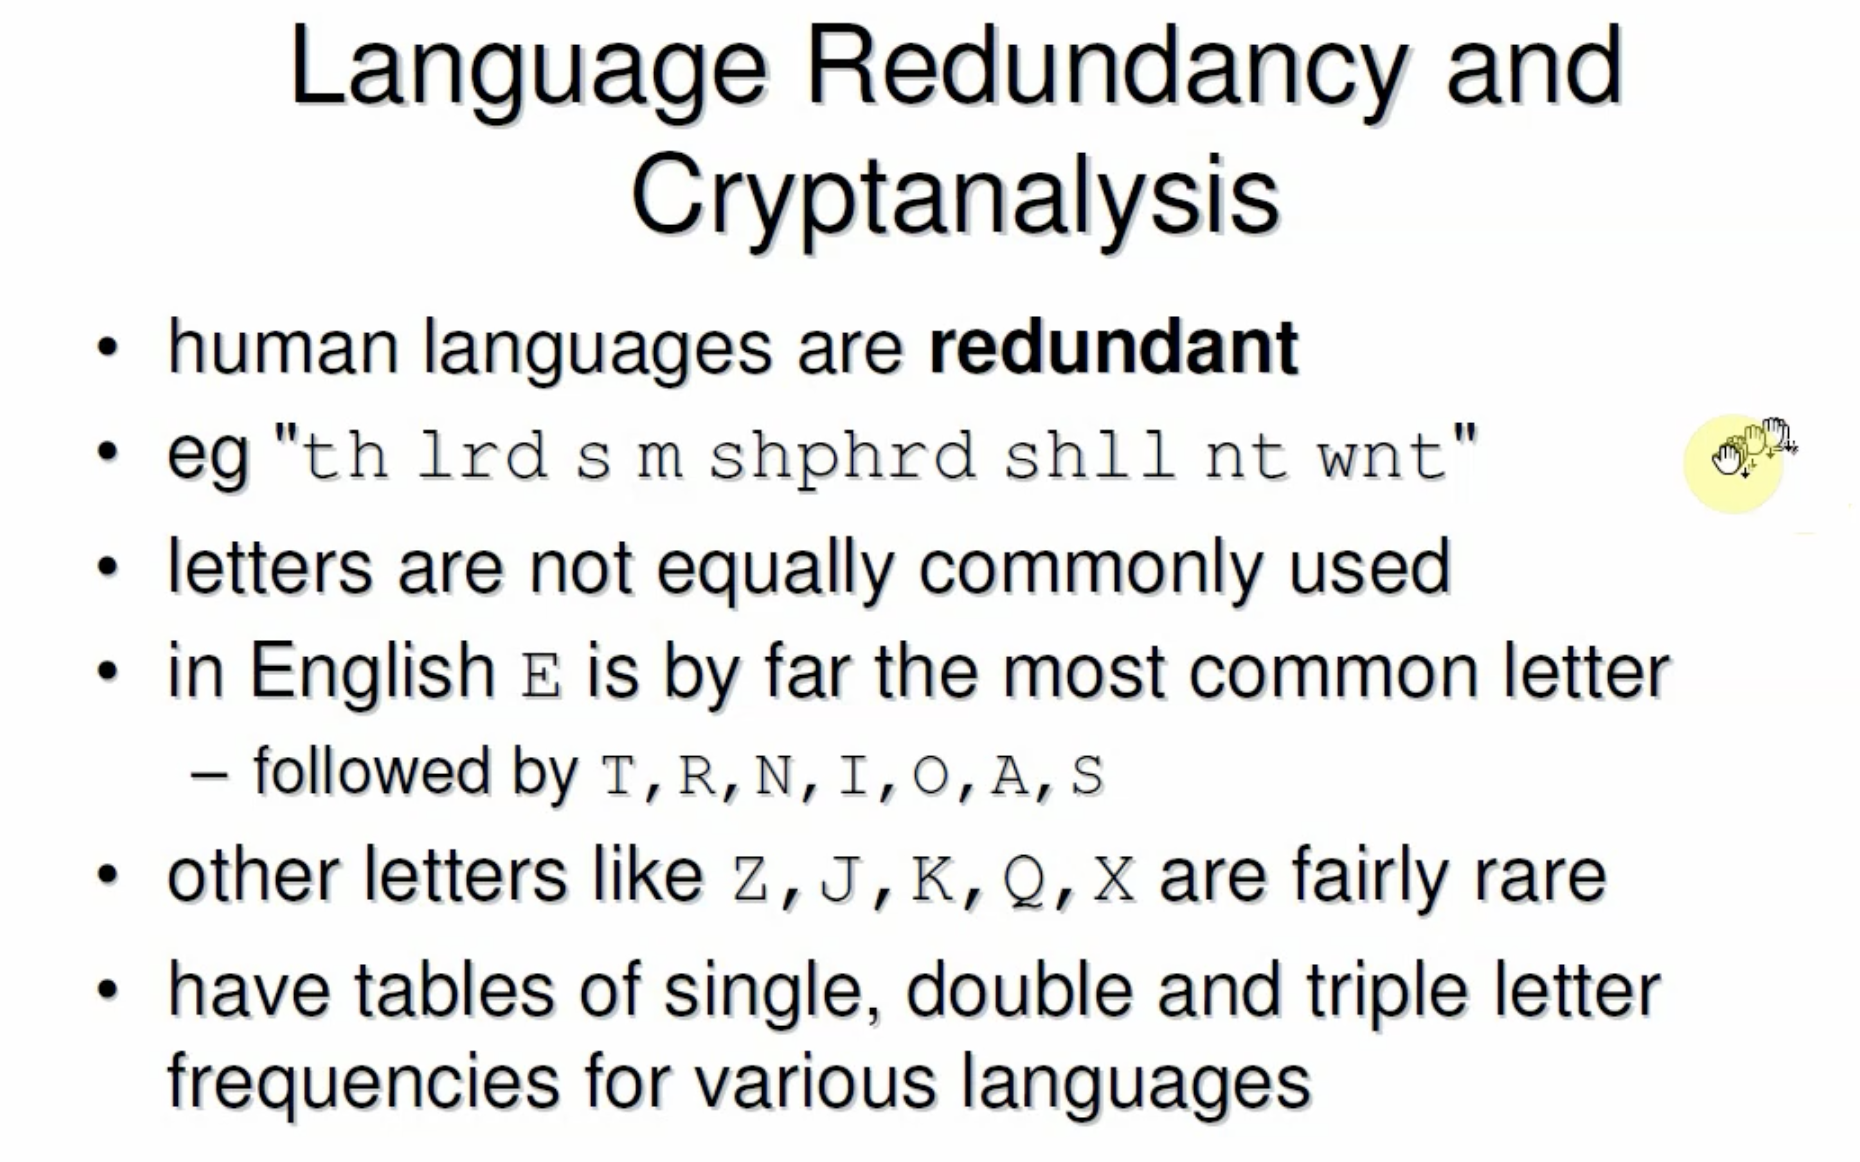 Language Redundancy and
Cryptanalysis
• human languages are redundant
• eg "th lrd s m shphrd shll nt wnt"
• letters are not equally commonly used
• in English E is by far the most common letter
– followed by T,R,N,I,O,A,S
• other letters like Z,J,K,Q,X are fairly rare
• have tables of single, double and triple letter
frequencies for various languages